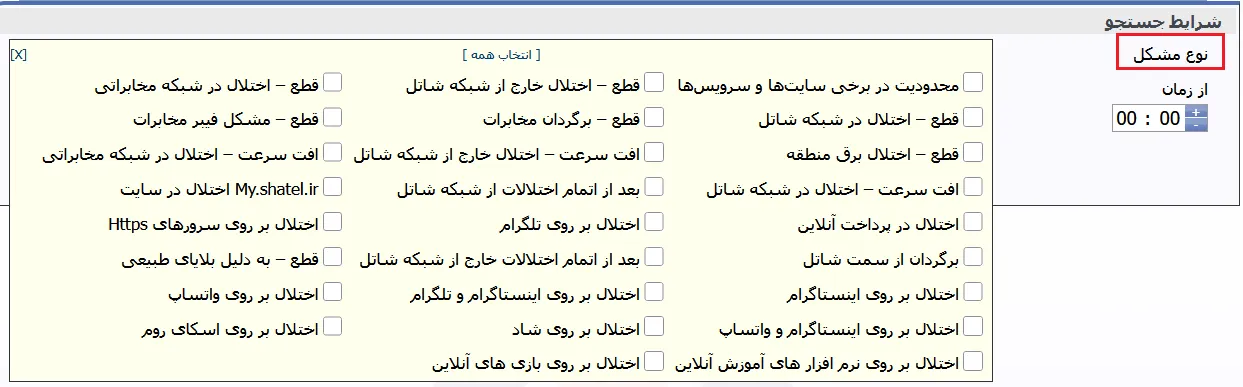 شرایط جستجو
نوع مشکل
از زمان
00 : 00
+
-
[ انتخاب همه ]
[X]
محدودیت در برخی سایت‌ها و سرویس‌ها
قطع – اختلال خارج از شبکه شاتل
قطع – اختلال در شبکه مخابراتی
قطع – اختلال در شبکه شاتل
قطع – برگردان مخابرات
قطع – مشکل فیبر مخابرات
قطع – اختلال برق منطقه
افت سرعت – اختلال خارج از شبکه شاتل
افت سرعت – اختلال در شبکه مخابراتی
افت سرعت – اختلال در شبکه شاتل
بعد از اتمام اختلالات از شبکه شاتل
My.shatel.ir اختلال در سایت
اختلال در پرداخت آنلاین
اختلال بر روی تلگرام
اختلال بر روی سرورهای Https
برگردان از سمت شاتل
بعد از اتمام اختلالات خارج از شبکه شاتل
قطع – به دلیل بلایای طبیعی
اختلال بر روی اینستاگرام
اختلال بر روی اینستاگرام و تلگرام
اختلال بر روی واتساپ
اختلال بر روی اینستاگرام و واتساپ
اختلال بر روی شاد
اختلال بر روی اسکای روم
اختلال بر روی نرم افزار های آموزش آنلاین
اختلال بر روی بازی های آنلاین